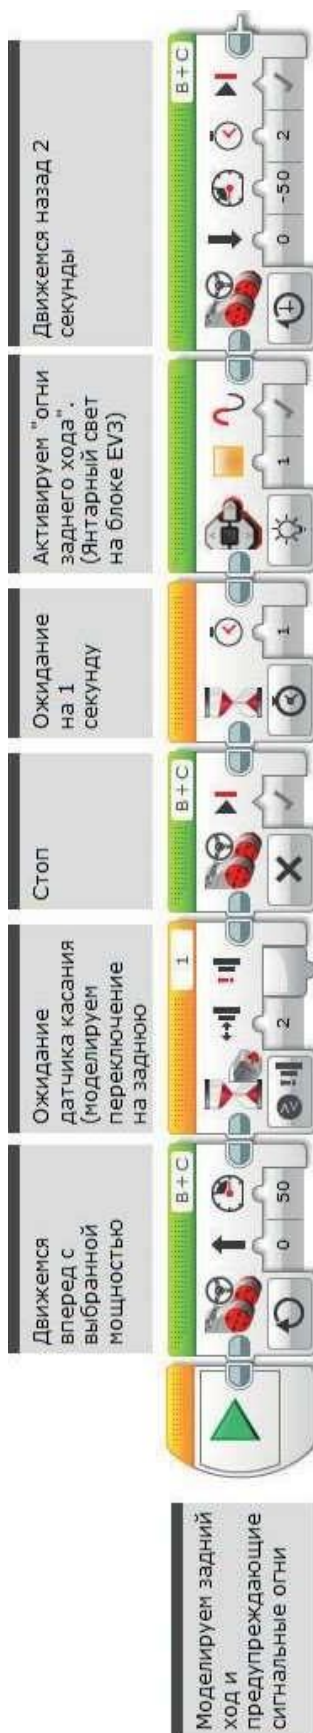 Моделируем задний
ход и
предупреждающие
сигнальные огни
Движемся
вперед с
выбранной
мощностью
Ожидание
датчика касания
(моделируем
переключение
на заднюю
Стоп
Ожидание
на 1
секунду
Активируем "огни
заднего хода".
(Янтарный свет
на блоке EV3)
Движемся назад 2
секунды
B+C
0
50
1
2
B+C
1
1
B+C
0
-50
2